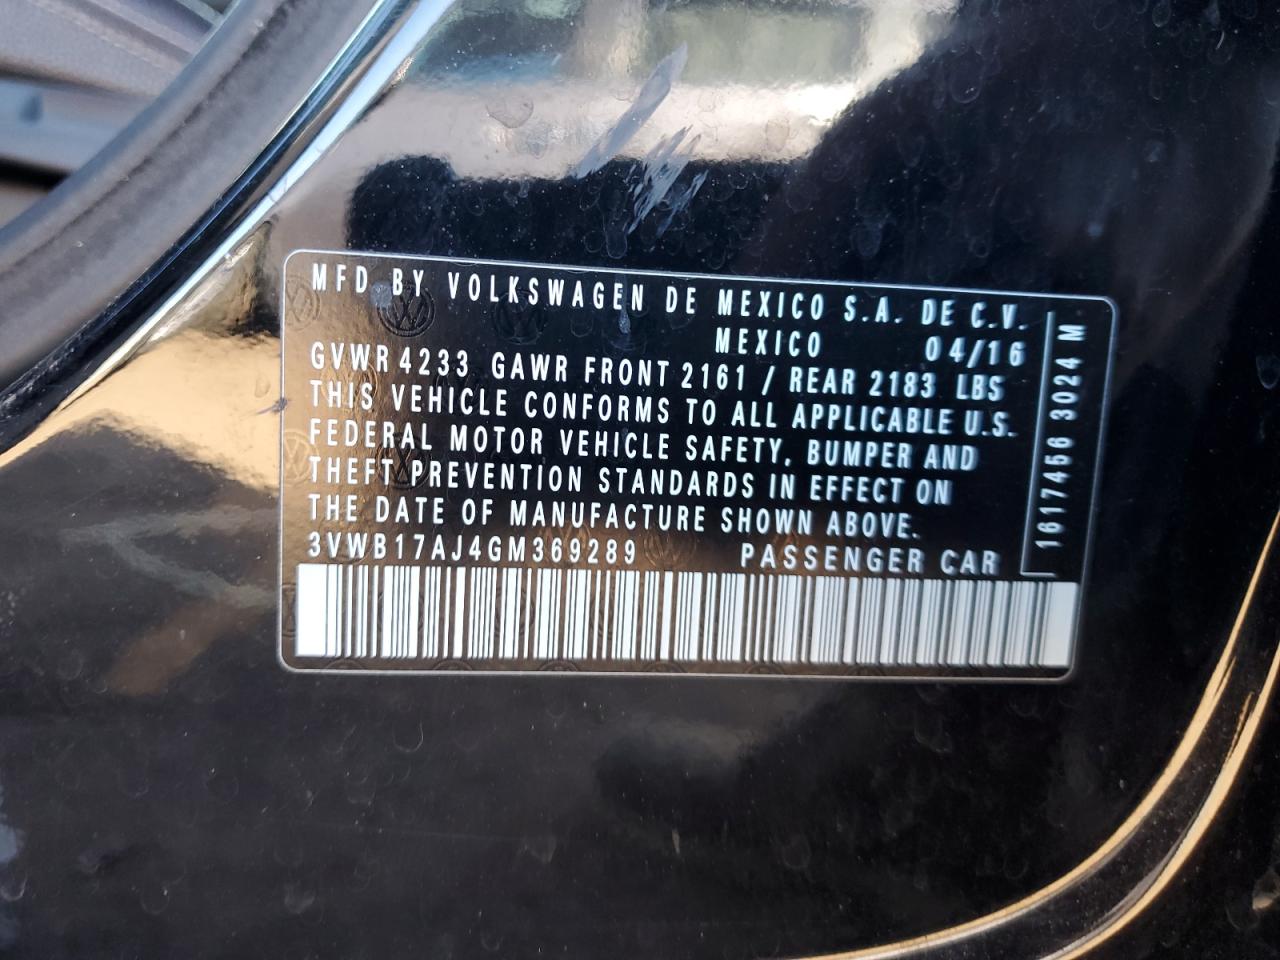 MFD BY VOLKSWAGEN DE MEXICO S.A. DE C.V.
MEXICO 04/16
GVWR 4233 GAWR FRONT 2161 / REAR 2183 LBS
THIS VEHICLE CONFORMS TO ALL APPLICABLE U.S.
FEDERAL MOTOR VEHICLE SAFETY, BUMPER AND
THEFT PREVENTION STANDARDS IN EFFECT ON
THE DATE OF MANUFACTURE SHOWN ABOVE.
3VWB17AJ4GM369289 PASSENGER CAR
1617456 3024 M